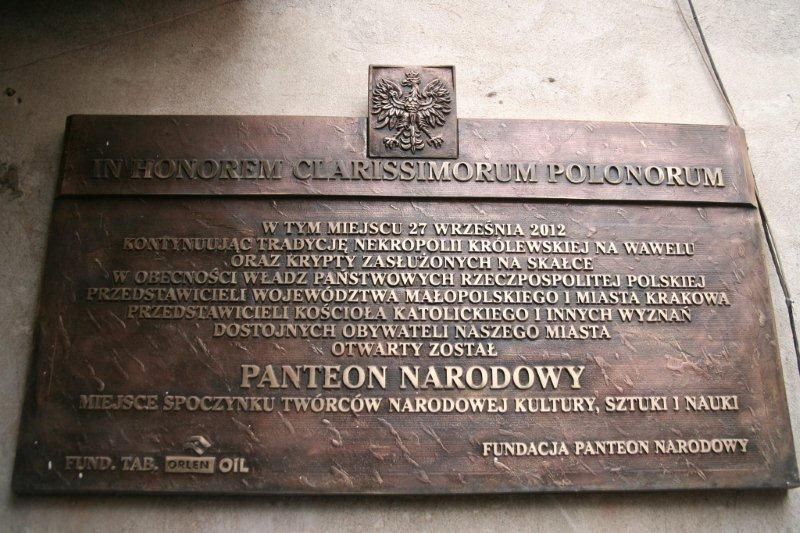 IN HONOREM CLARISSIMORUM POLONORUM
W TYM MIEJSCU 27 WRZEŚNIA 2012
KONTYNUUJĄC TRADYCJĘ NEKROPOLII KRÓLEWSKIEJ NA WAWELU
ORAZ KRYPTY ZASŁUŻONYCH NA SKAŁCE
W OBECNOŚCI WŁADZ PAŃSTWOWYCH RZECZPOSPOLITEJ POLSKIEJ
PRZEDSTAWICIELI WOJEWÓDZTWA MAŁOPOLSKIEGO I MIASTA KRAKOWA
PRZEDSTAWICIELI KOŚCIOŁA KATOLICKIEGO I INNYCH WYZNAŃ
DOSTOJNYCH OBYWATELI NASZEGO MIASTA
OTWARTY ZOSTAŁ
PANTEON NARODOWY
MIEJSCE SPOCZYNKU TWÓRCÓW NARODOWEJ KULTURY, SZTUKI I NAUKI
FUNDACJA PANTEON NARODOWY
FUND. TAB. ORLEN OIL